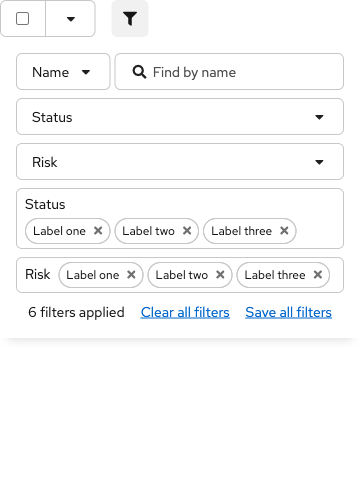 Name Find by name
Status
Risk
Status
Label one Label two Label three
Risk Label one Label two Label three
6 filters applied Clear all filters Save all filters